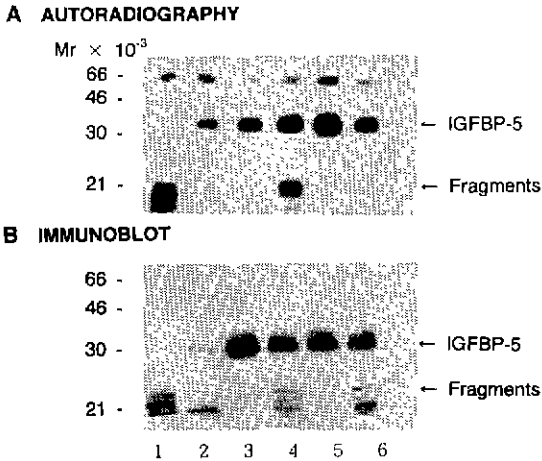 A AUTORADIOGRAPHY
Mr × 10-3
66 -
46 -
30 -
← IGFBP-5
21 -
← Fragments
B IMMUNOBLOT
66 -
46 -
30 -
← IGFBP-5
← Fragments
21 -
1 2 3 4 5 6